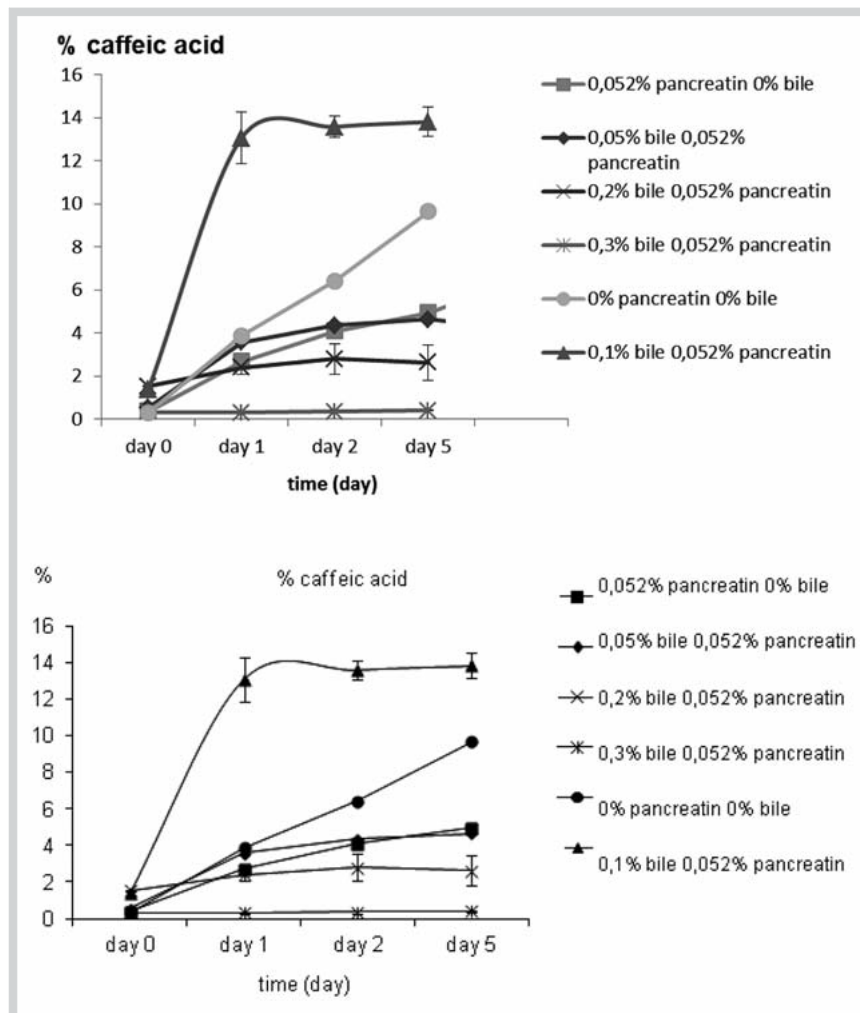 % caffeic acid
16
14
12
10
8
6
4
2
0
day 0 day 1 day 2 day 5
time (day)
0,052% pancreatin 0% bile
0,05% bile 0,052%
pancreatin
0,2% bile 0,052% pancreatin
0,3% bile 0,052% pancreatin
0% pancreatin 0% bile
0,1% bile 0,052% pancreatin
%
% caffeic acid
16
14
12
10
8
6
4
2
0
day 0 day 1 day 2 day 5
time (day)
0,052% pancreatin 0% bile
0,05% bile 0,052% pancreatin
0,2% bile 0,052% pancreatin
0,3% bile 0,052% pancreatin
0% pancreatin 0% bile
0,1% bile 0,052% pancreatin